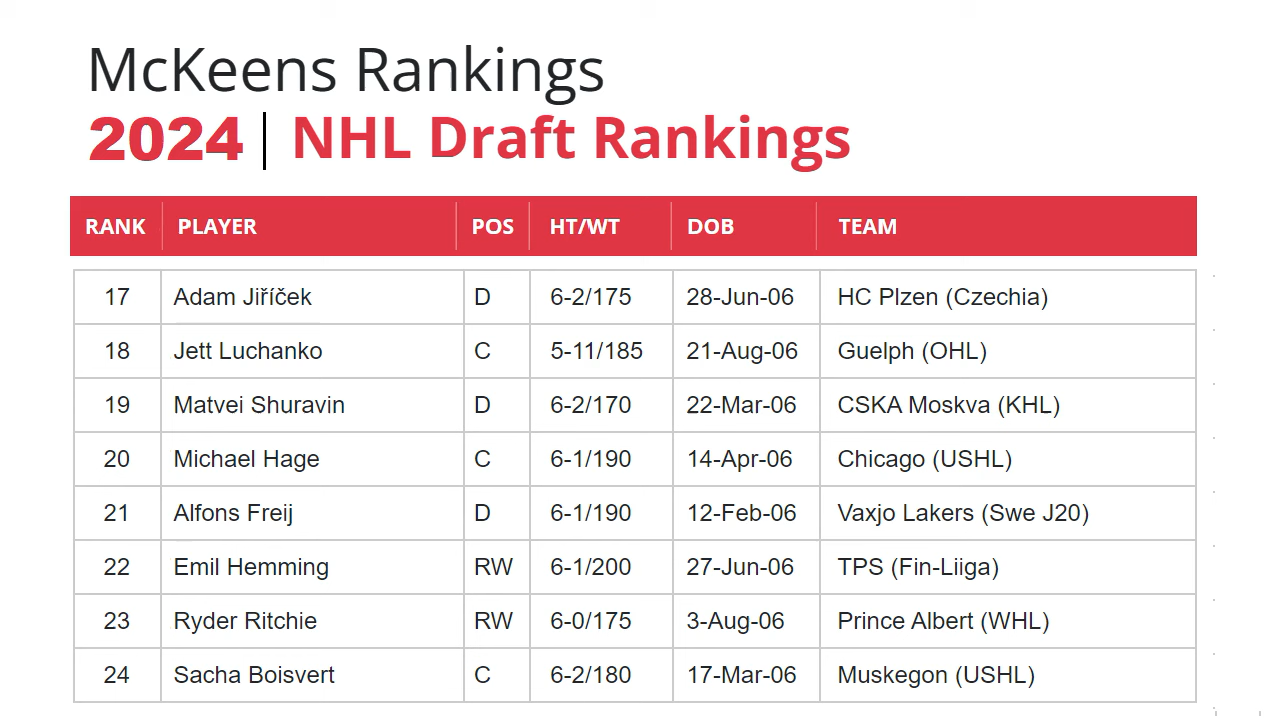 McKeens Rankings
2024 | NHL Draft Rankings
RANK PLAYER POS HT/WT DOB TEAM
17 Adam Jiříček D 6-2/175 28-Jun-06 HC Plzen (Czechia)
18 Jett Luchanko C 5-11/185 21-Aug-06 Guelph (OHL)
19 Matvei Shuravin D 6-2/170 22-Mar-06 CSKA Moskva (KHL)
20 Michael Hage C 6-1/190 14-Apr-06 Chicago (USHL)
21 Alfons Freij D 6-1/190 12-Feb-06 Vaxjo Lakers (Swe J20)
22 Emil Hemming RW 6-1/200 27-Jun-06 TPS (Fin-Liiga)
23 Ryder Ritchie RW 6-0/175 3-Aug-06 Prince Albert (WHL)
24 Sacha Boisvert C 6-2/180 17-Mar-06 Muskegon (USHL)